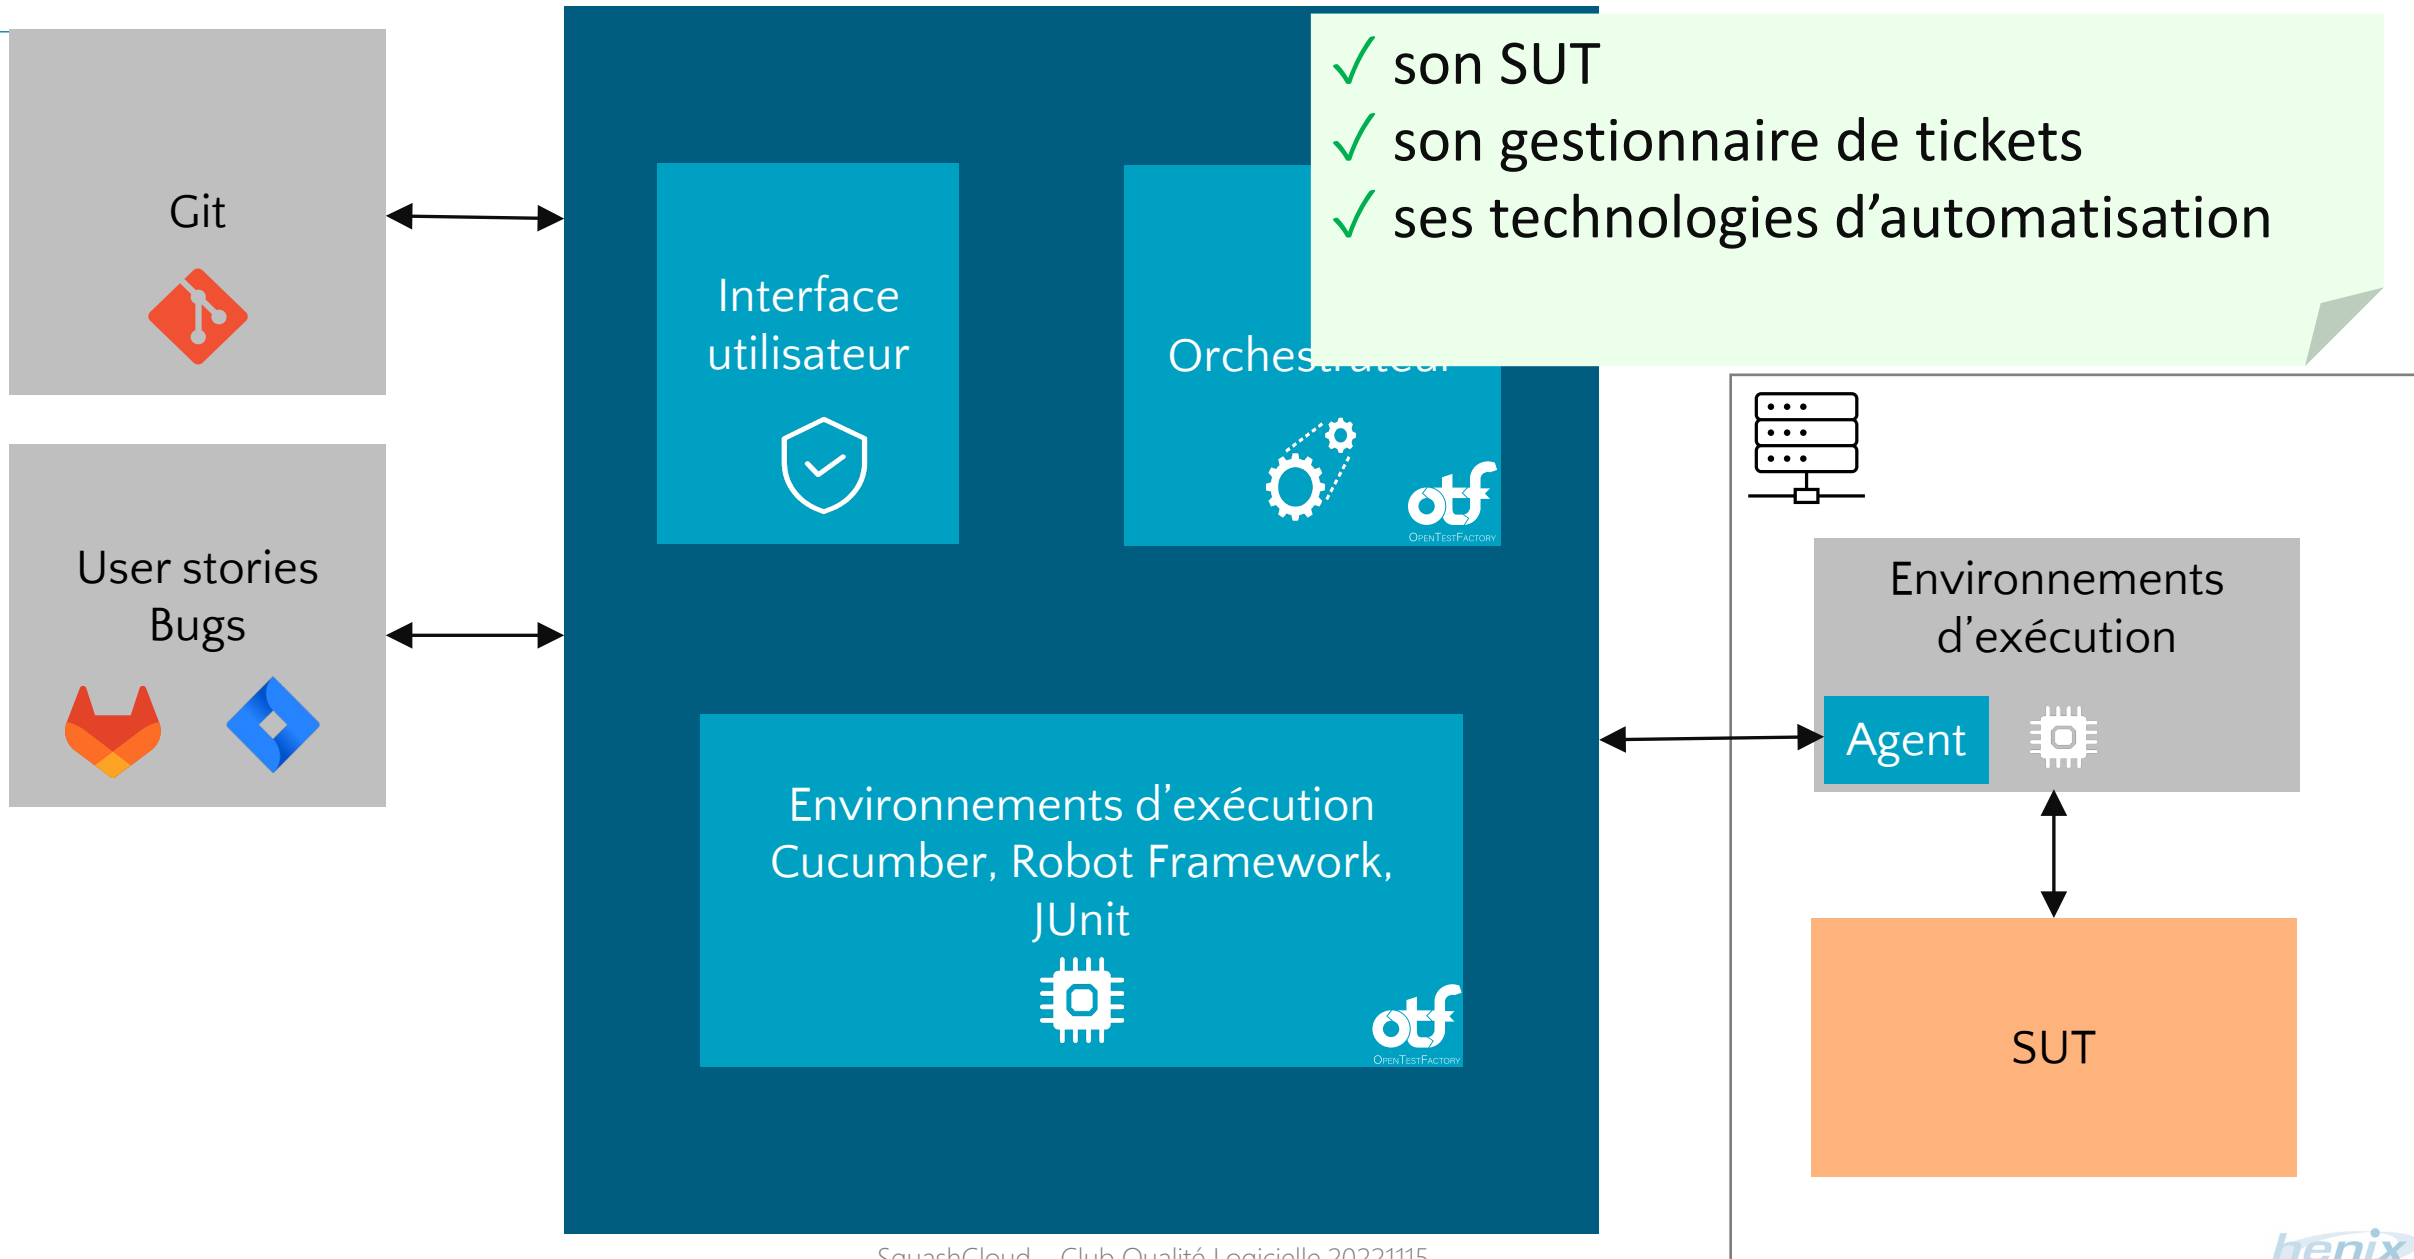 ✓ son SUT
✓ son gestionnaire de tickets
✓ ses technologies d’automatisation
Git
Interface
utilisateur
Orchestrateur
otf
OPENTESTFACTORY
User stories
Bugs
Environnements
d’exécution
Agent
Environnements d’exécution
Cucumber, Robot Framework,
JUnit
otf
OPENTESTFACTORY
SUT
SquashCloud – Club Qualité Logicielle 20221115
henix